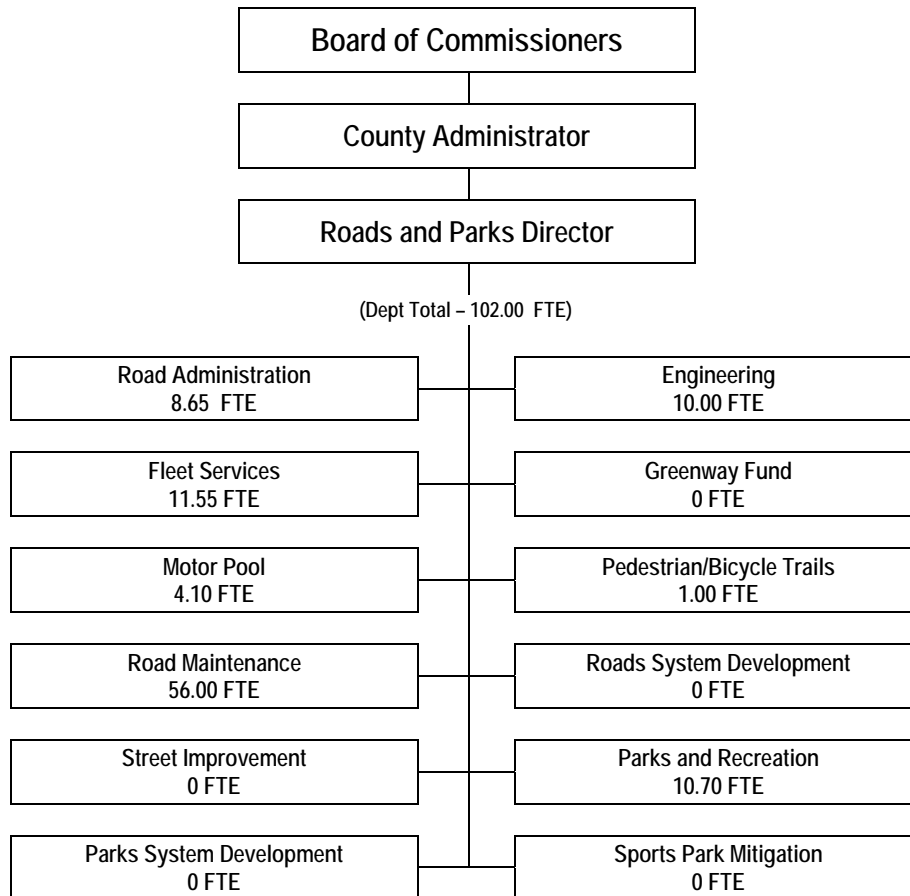 Board of Commissioners
County Administrator
Roads and Parks Director
(Dept Total – 102.00 FTE)
Road Administration
8.65 FTE
Engineering
10.00 FTE
Fleet Services
11.55 FTE
Greenway Fund
0 FTE
Motor Pool
4.10 FTE
Pedestrian/Bicycle Trails
1.00 FTE
Road Maintenance
56.00 FTE
Roads System Development
0 FTE
Street Improvement
0 FTE
Parks and Recreation
10.70 FTE
Parks System Development
0 FTE
Sports Park Mitigation
0 FTE